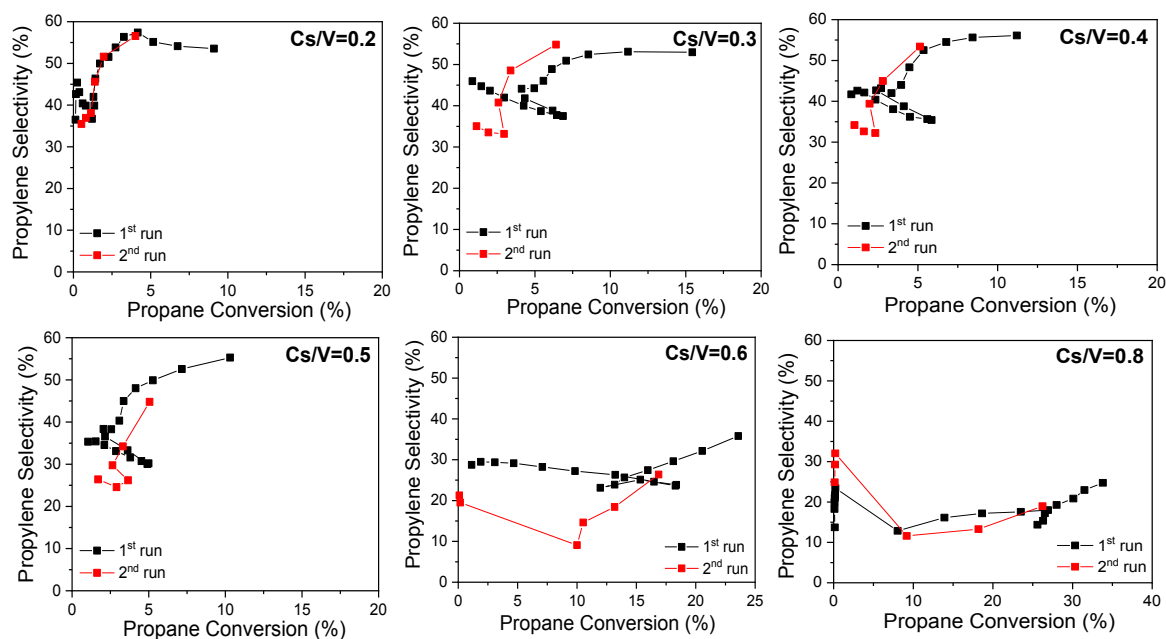 Propylene Selectivity (%)
60
50
40
30
20
10
0
Cs/V=0.2
1st run
2nd run
0 5 10 15 20
Propane Conversion (%)
Propylene Selectivity (%)
60
50
40
30
20
10
0
Cs/V=0.3
1st run
2nd run
0 5 10 15 20
Propane Conversion (%)
Propylene Selectivity (%)
60
50
40
30
20
10
0
Cs/V=0.4
1st run
2nd run
0 5 10 15 20
Propane Conversion (%)
Propylene Selectivity (%)
60
50
40
30
20
10
0
Cs/V=0.5
1st run
2nd run
0 5 10 15 20
Propane Conversion (%)
Propylene Selectivity (%)
60
50
40
30
20
10
0
Cs/V=0.6
1st run
2nd run
0 5 10 15 20 25
Propane Conversion (%)
Propylene Selectivity (%)
60
50
40
30
20
10
0
Cs/V=0.8
1st run
2nd run
0 10 20 30 40
Propane Conversion (%)